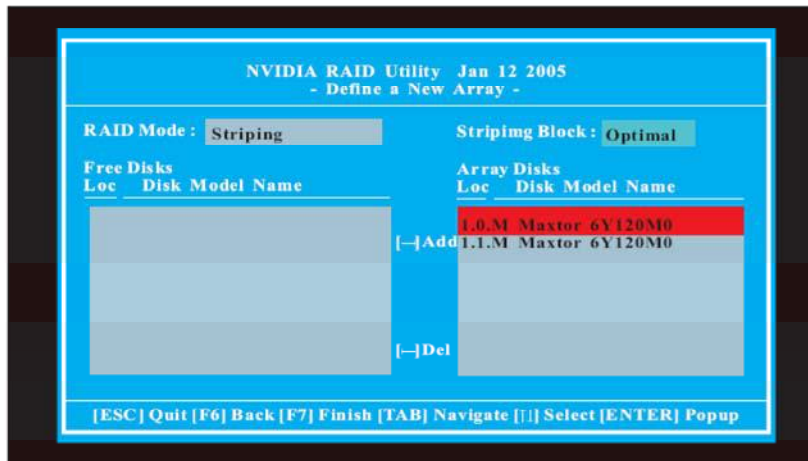 NVIDIA RAID Utility Jan 12 2005
- Define a New Array -
RAID Mode : Striping
Stripimg Block : Optimal
Free Disks
Loc Disk Model Name
Array Disks
Loc Disk Model Name
1.0.M Maxtor 6Y120M0
[–]Add
1.1.M Maxtor 6Y120M0
[–]Del
[ESC] Quit [F6] Back [F7] Finish [TAB] Navigate [↑↓] Select [ENTER] Popup